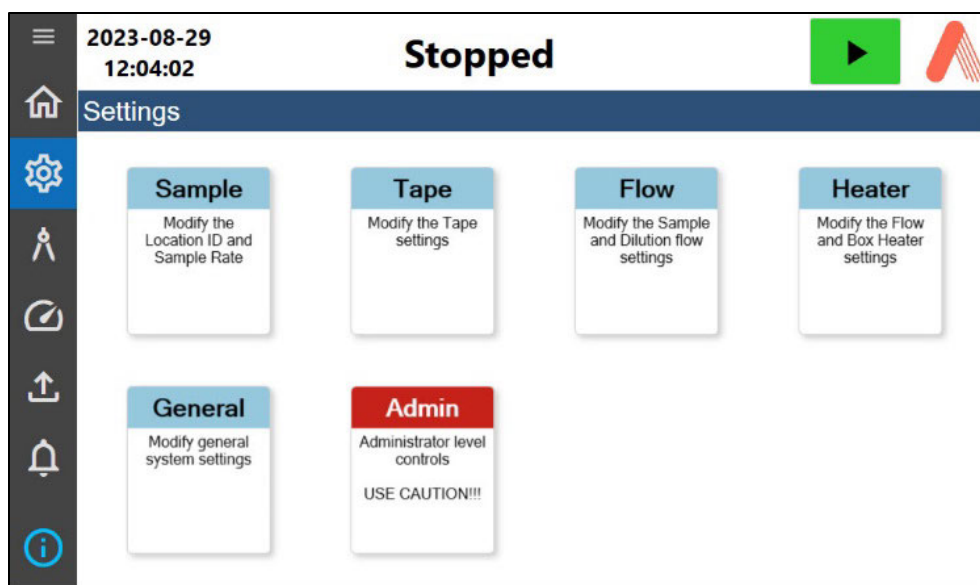 2023-08-29
12:04:02
Stopped
Settings
Sample
Modify the
Location ID and
Sample Rate
Tape
Modify the Tape
settings
Flow
Modify the Sample
and Dilution flow
settings
Heater
Modify the Flow
and Box Heater
settings
General
Modify general
system settings
Admin
Administrator level
controls
USE CAUTION!!!